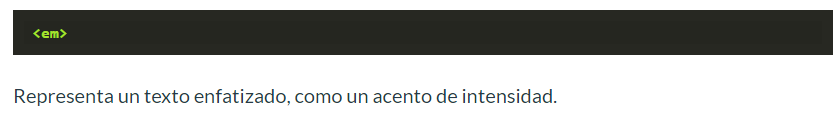 <em>
Representa un texto enfatizado, como un acento de intensidad.